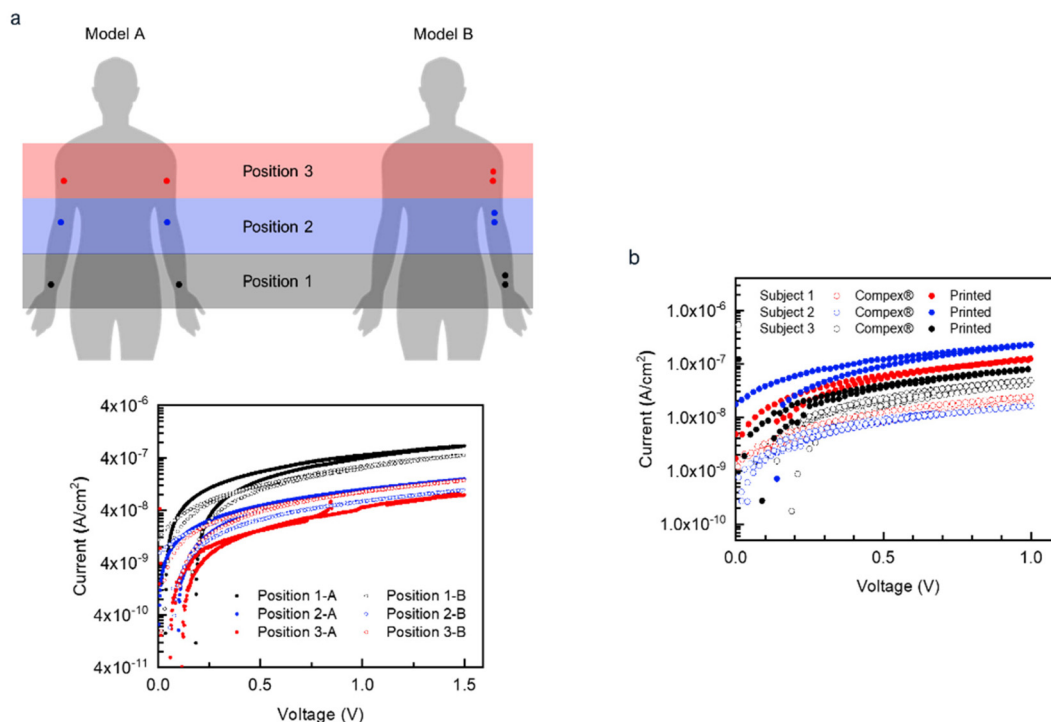 a
Model A
Model B
Position 3
Position 2
Position 1
4x10⁻⁶
4x10⁻⁷
4x10⁻⁸
4x10⁻⁹
4x10⁻¹⁰
4x10⁻¹¹
Current (A/cm²)
Position 1-A
Position 1-B
Position 2-A
Position 2-B
Position 3-A
Position 3-B
0.0
0.5
1.0
1.5
Voltage (V)
b
Subject 1 Compex® Printed
Subject 2 Compex® Printed
Subject 3 Compex® Printed
1.0x10⁻⁶
1.0x10⁻⁷
1.0x10⁻⁸
1.0x10⁻⁹
1.0x10⁻¹⁰
Current (A/cm²)
0.0
0.5
1.0
Voltage (V)